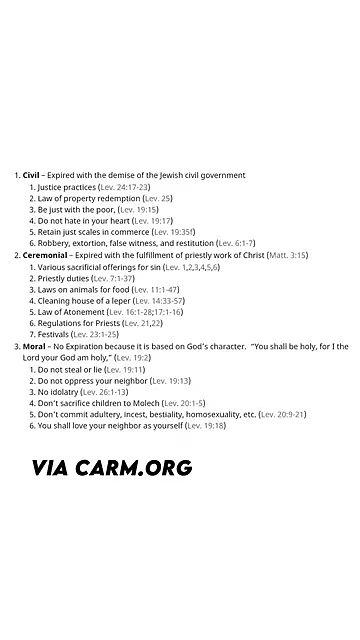 1. Civil – Expired with the demise of the Jewish civil government
1. Justice practices (Lev. 24:17-23)
2. Law of property redemption (Lev. 25)
3. Be just with the poor, (Lev. 19:15)
4. Do not hate in your heart (Lev. 19:17)
5. Retain just scales in commerce (Lev. 19:35f)
6. Robbery, extortion, false witness, and restitution (Lev. 6:1-7)
2. Ceremonial – Expired with the fulfillment of priestly work of Christ (Matt. 3:15)
1. Various sacrificial offerings for sin (Lev. 1,2,3,4,5,6)
2. Priestly duties (Lev. 7:1-37)
3. Laws on animals for food (Lev. 11:1-47)
4. Cleaning house of a leper (Lev. 14:33-57)
5. Law of Atonement (Lev. 16:1-28;17:1-16)
6. Regulations for Priests (Lev. 21,22)
7. Festivals (Lev. 23:1-25)
3. Moral – No Expiration because it is based on God's character. "You shall be holy, for I the
Lord your God am holy," (Lev. 19:2)
1. Do not steal or lie (Lev. 19:11)
2. Do not oppress your neighbor (Lev. 19:13)
3. No idolatry (Lev. 26:1-13)
4. Don't sacrifice children to Molech (Lev. 20:1-5)
5. Don't commit adultery, incest, bestiality, homosexuality, etc. (Lev. 20:9-21)
6. You shall love your neighbor as yourself (Lev. 19:18)
VIA CARM.ORG